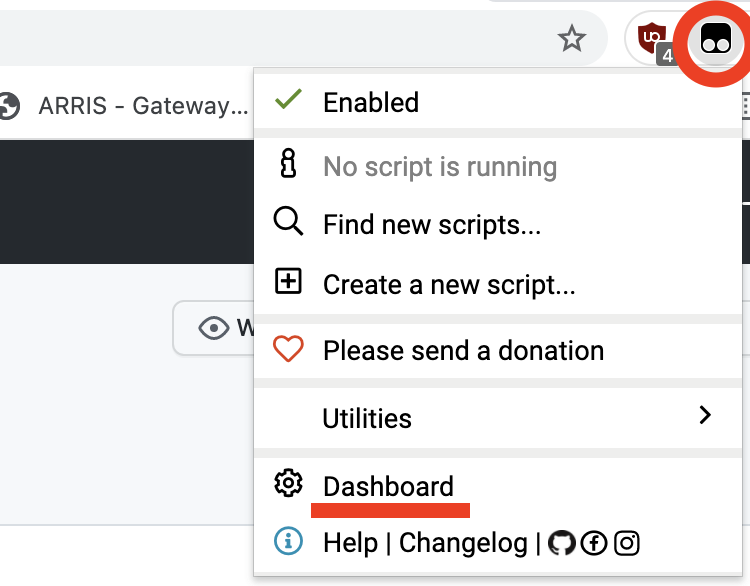 4
ARRIS - Gateway...
Enabled
No script is running
Find new scripts...
Create a new script...
W
Please send a donation
Utilities
Dashboard
Help | Changelog |